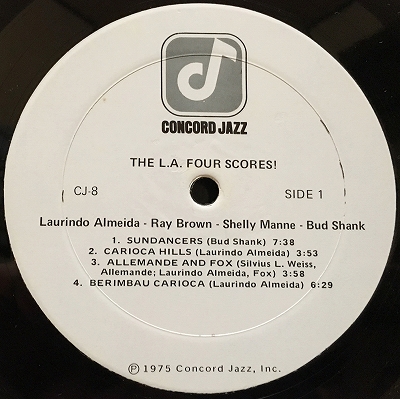 CONCORD JAZZ
THE L.A. FOUR SCORES!
CJ-8 SIDE 1
Laurindo Almeida - Ray Brown - Shelly Manne - Bud Shank
1. SUNDANCERS (Bud Shank) 7:38
2. CARIOCA HILLS (Laurindo Almeida) 3:53
3. ALLEMANDE AND FOX (Silvius L. Weiss,
Allemande; Laurindo Almeida, Fox) 3:58
4. BERIMBAU CARIOCA (Laurindo Almeida) 6:29
℗ 1975 Concord Jazz, Inc.